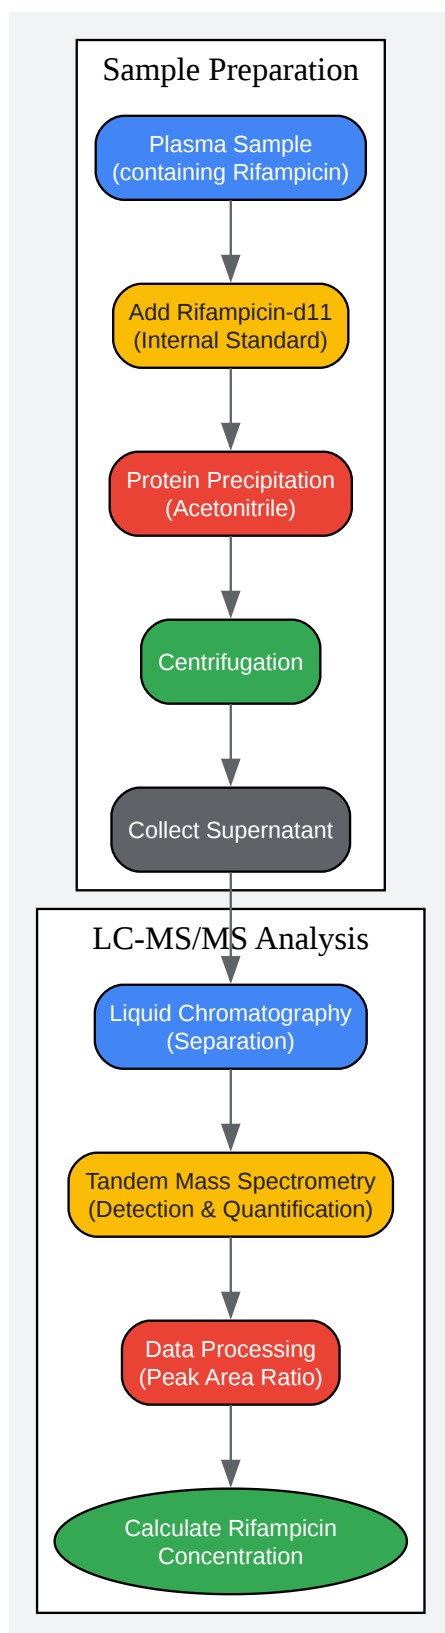 Sample Preparation
Plasma Sample
(containing Rifampicin)
Add Rifampicin-d11
(Internal Standard)
Protein Precipitation
(Acetonitrile)
Centrifugation
Collect Supernatant
LC-MS/MS Analysis
Liquid Chromatography
(Separation)
Tandem Mass Spectrometry
(Detection & Quantification)
Data Processing
(Peak Area Ratio)
Calculate Rifampicin
Concentration